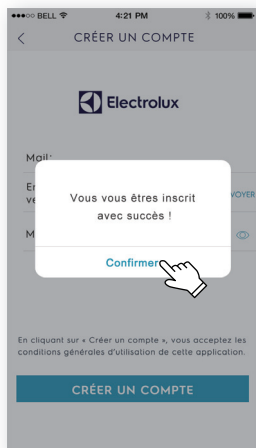 ●●●○○ BELL 4:21 PM 100%
CRÉER UN COMPTE
Electrolux
Mail:
Vous vous êtres inscrit
avec succès !
VOYER
Confirmer
En cliquant sur « Créer un compte », vous acceptez les
conditions générales d'utilisation de cette application.
CRÉER UN COMPTE